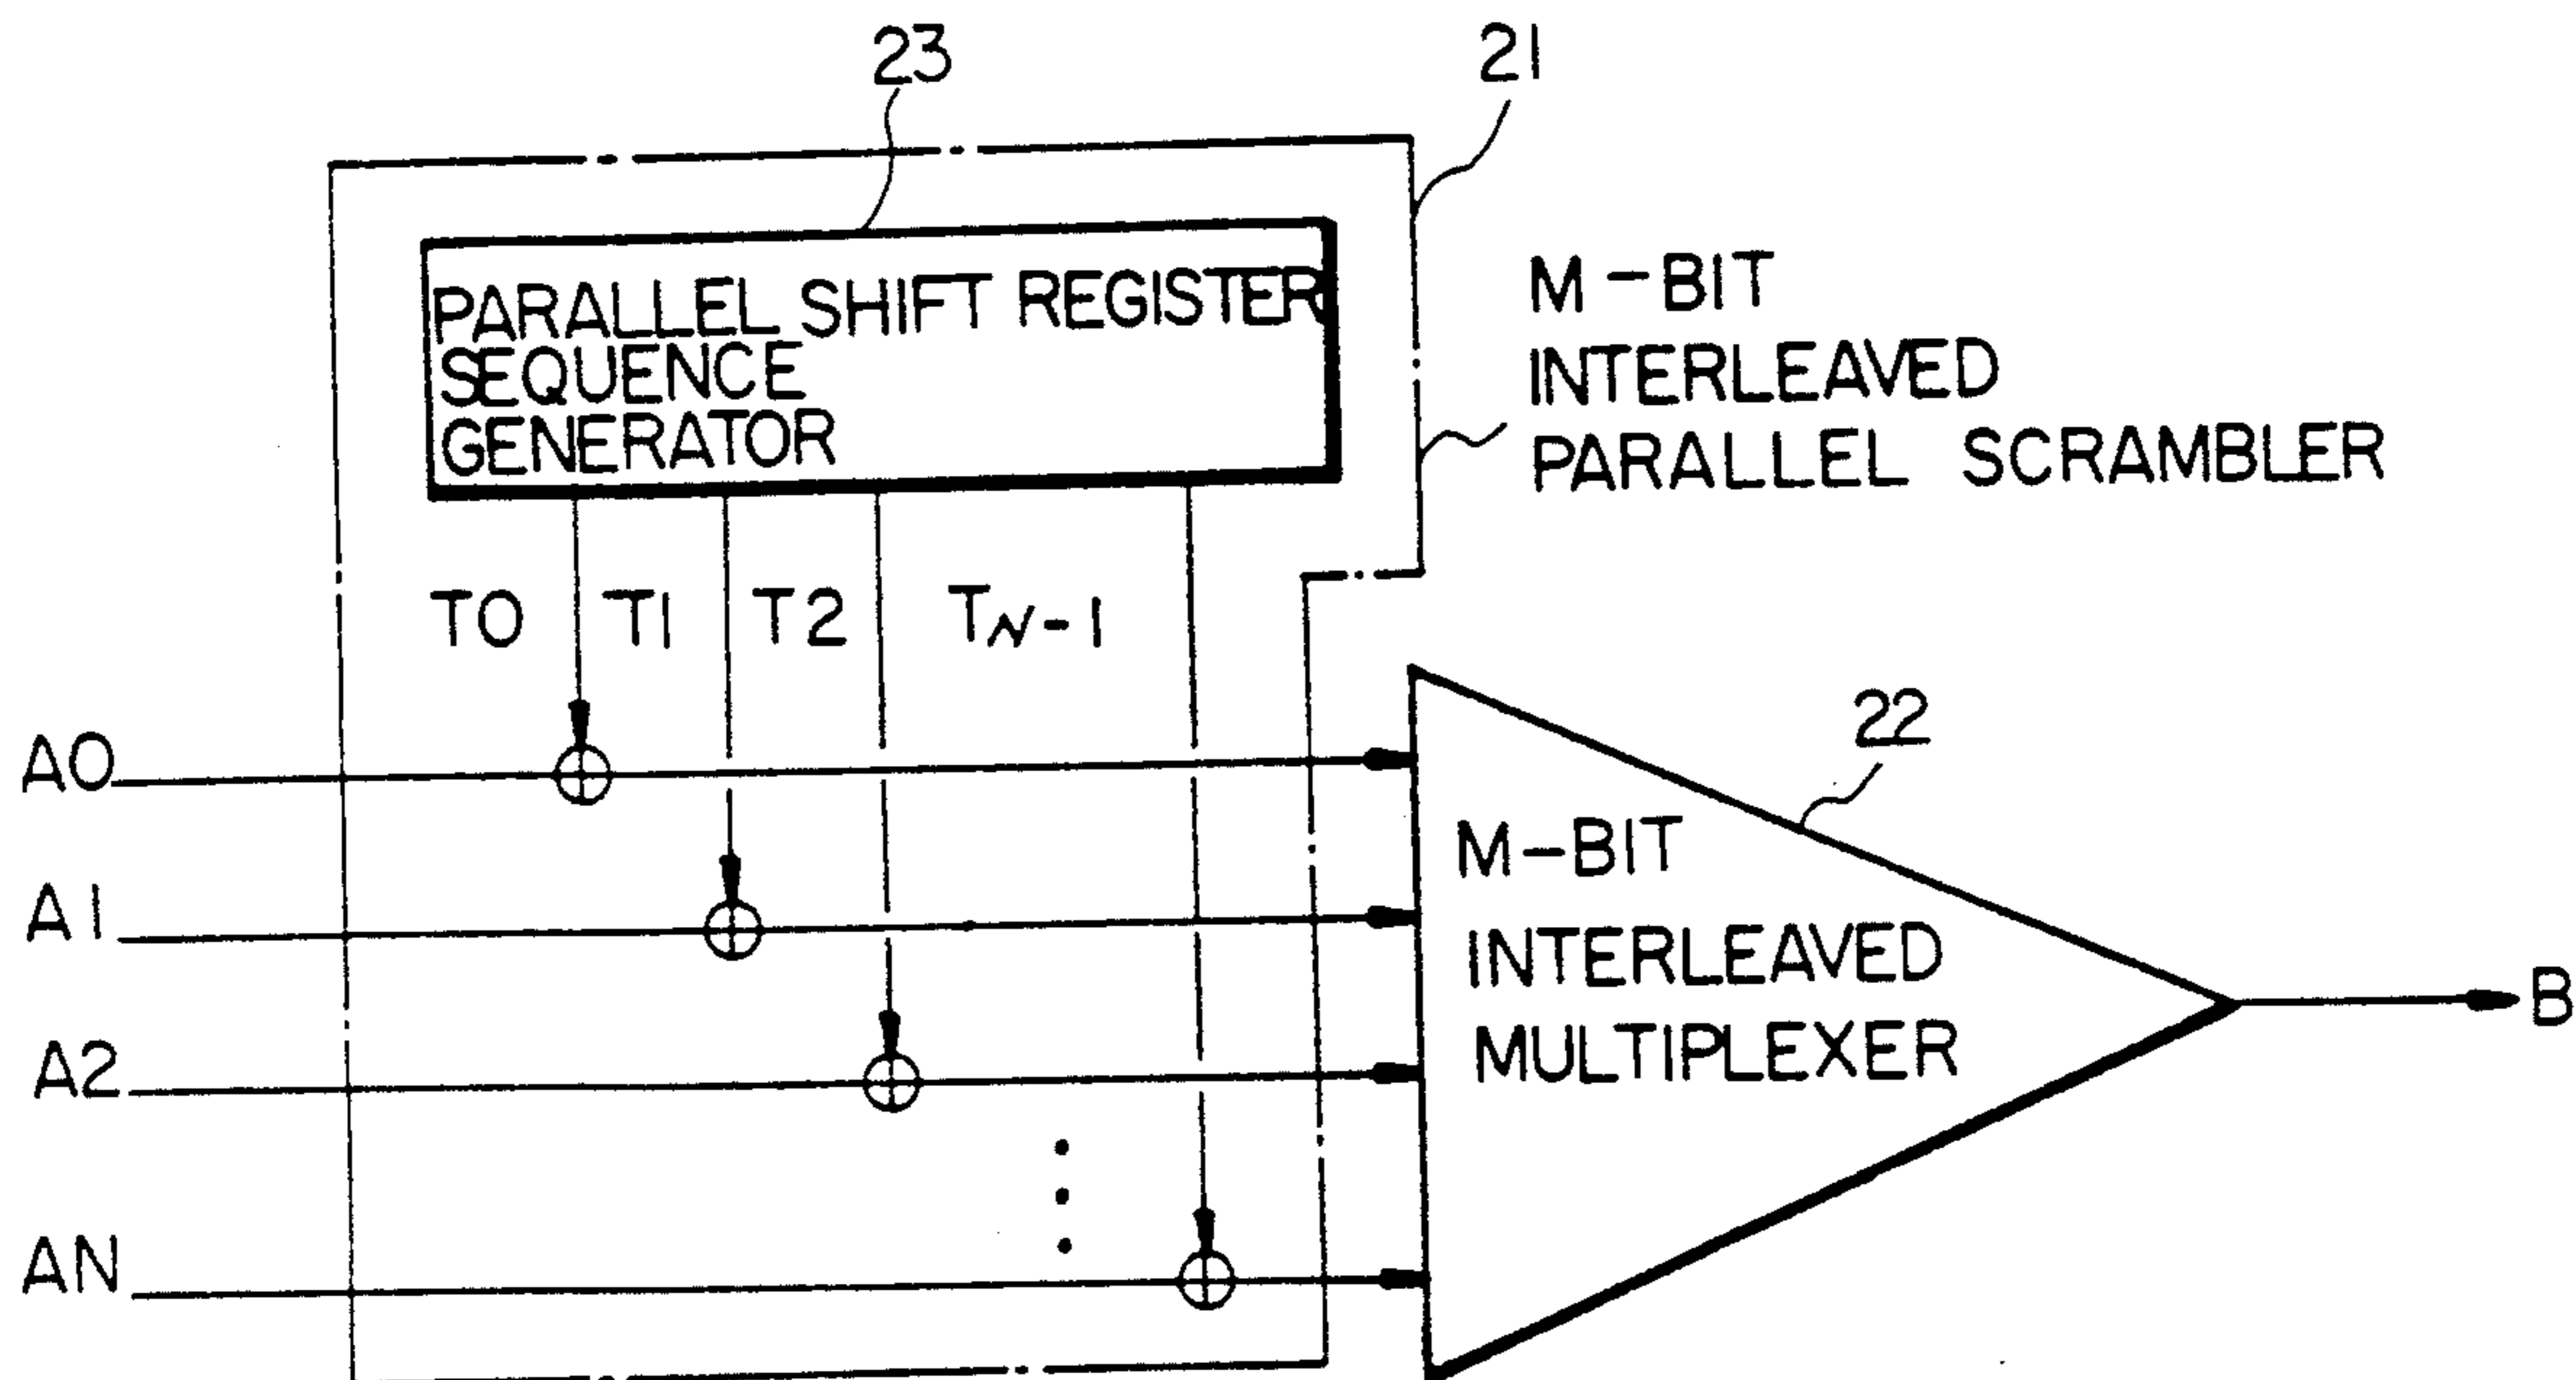 23
21
PARALLEL SHIFT REGISTER
SEQUENCE
GENERATOR
M-BIT
INTERLEAVED
PARALLEL SCRAMBLER
T0 T1 T2 TN-1
22
A0
A1
A2
AN
M-BIT
INTERLEAVED
MULTIPLEXER
B